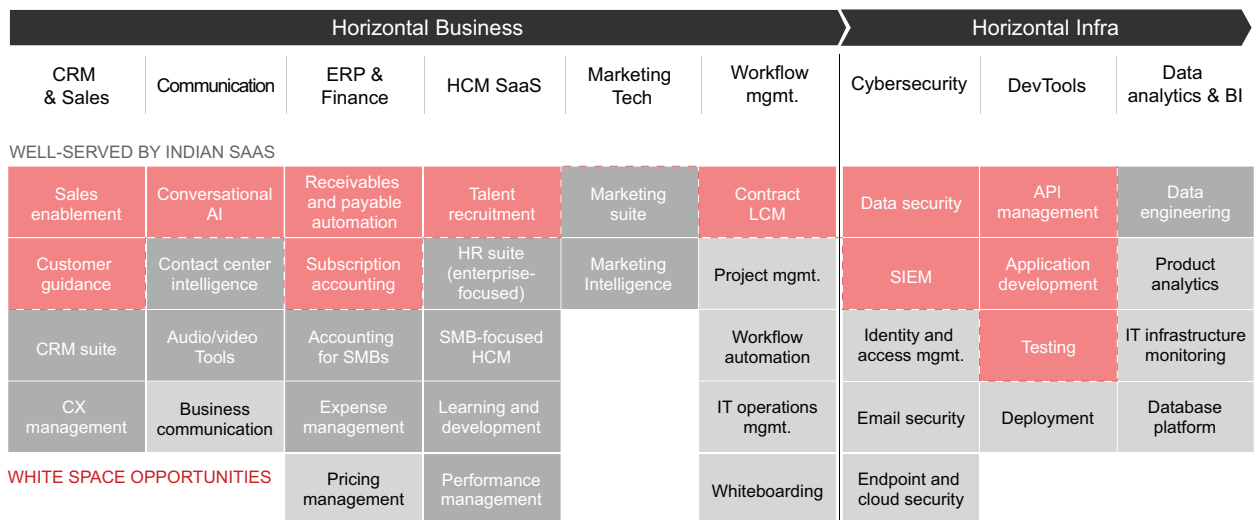 Horizontal Business
Horizontal Infra
CRM
& Sales
Communication
ERP &
Finance
HCM SaaS
Marketing
Tech
Workflow
mgmt.
Cybersecurity
DevTools
Data
analytics & BI
WELL-SERVED BY INDIAN SAAS
Sales
enablement
Conversational
AI
Receivables
and payable
automation
Talent
recruitment
Marketing
suite
Contract
LCM
Data security
API
management
Data
engineering
Customer
guidance
Contact center
intelligence
Subscription
accounting
HR suite
(enterprise-
focused)
Marketing
Intelligence
Project mgmt.
SIEM
Application
development
Product
analytics
CRM suite
Audio/video
Tools
Accounting
for SMBs
SMB-focused
HCM
Workflow
automation
Identity and
access mgmt.
Testing
IT infrastructure
monitoring
CX
management
Business
communication
Expense
management
Learning and
development
IT operations
mgmt.
Email security
Deployment
Database
platform
WHITE SPACE OPPORTUNITIES
Pricing
management
Performance
management
Whiteboarding
Endpoint and
cloud security